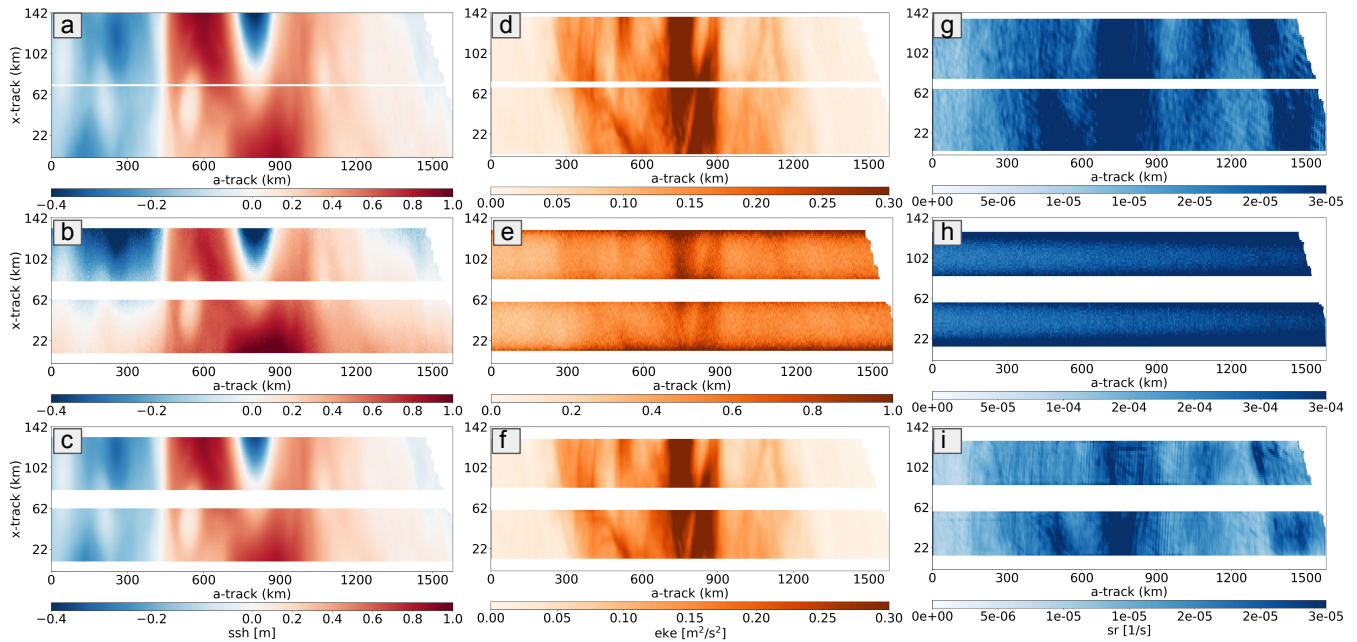 a
d
g
142
102
62
22
x-track (km)
0 300 600 900 1200 1500
a-track (km)
142
102
62
22
0 300 600 900 1200 1500
a-track (km)
142
102
62
22
0 300 600 900 1200 1500
a-track (km)
−0.4 −0.2 0.0 0.2 0.4 0.6 0.8 1.0
0.00 0.05 0.10 0.15 0.20 0.25 0.30
0e+00 5e-06 1e-05 1e-05 2e-05 2e-05 3e-05
b
e
h
142
102
62
22
x-track (km)
0 300 600 900 1200 1500
a-track (km)
142
102
62
22
0 300 600 900 1200 1500
a-track (km)
142
102
62
22
0 300 600 900 1200 1500
a-track (km)
−0.4 −0.2 0.0 0.2 0.4 0.6 0.8 1.0
0.0 0.2 0.4 0.6 0.8 1.0
0e+00 5e-05 1e-04 1e-04 2e-04 2e-04 3e-04
c
f
i
142
102
62
22
x-track (km)
0 300 600 900 1200 1500
a-track (km)
142
102
62
22
0 300 600 900 1200 1500
a-track (km)
142
102
62
22
0 300 600 900 1200 1500
a-track (km)
−0.4 −0.2 0.0 0.2 0.4 0.6 0.8 1.0
ssh [m]
0.00 0.05 0.10 0.15 0.20 0.25 0.30
eke [m²/s²]
0e+00 5e-06 1e-05 1e-05 2e-05 2e-05 3e-05
sr [1/s]